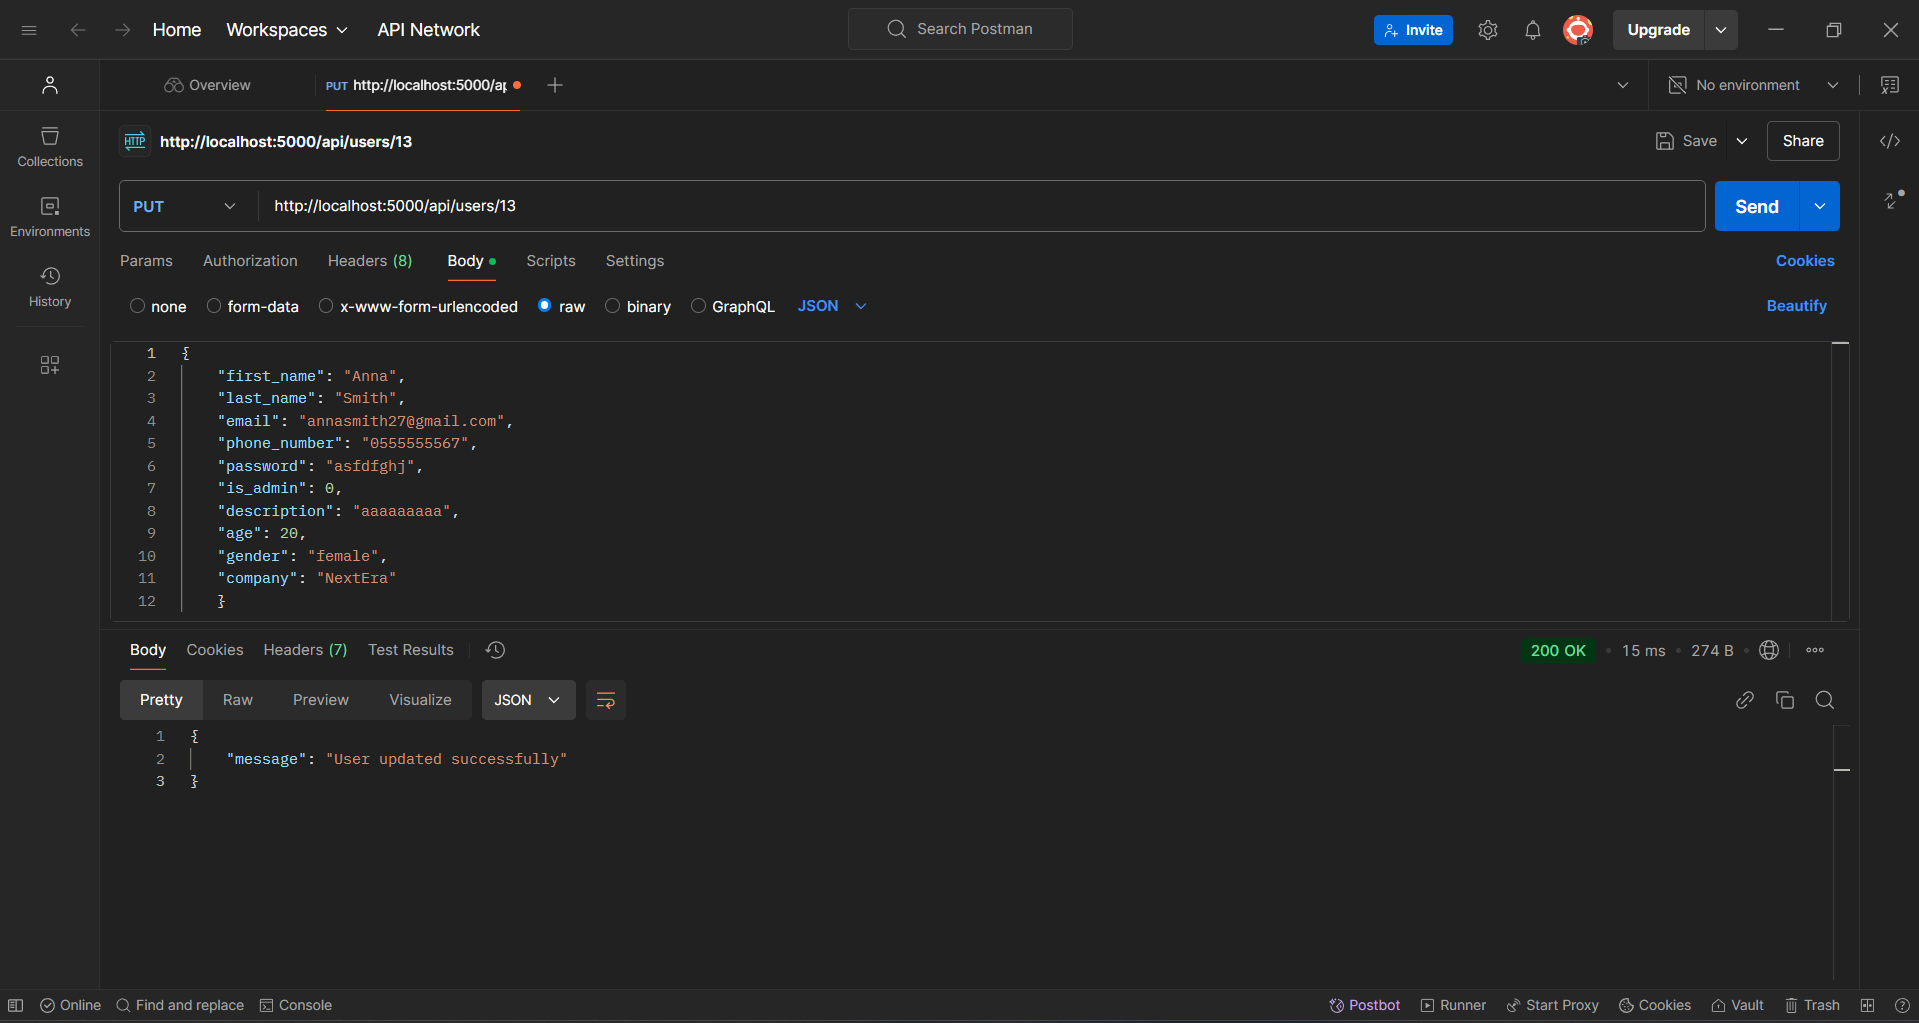 Home Workspaces API Network Search Postman Invite Upgrade
Overview PUT http://localhost:5000/ap No environment
HTTP http://localhost:5000/api/users/13 Save Share
Collections
PUT http://localhost:5000/api/users/13 Send
Environments
Params Authorization Headers (8) Body Scripts Settings Cookies
History
none form-data x-www-form-urlencoded raw binary GraphQL JSON Beautify
1 {
2 "first_name": "Anna",
3 "last_name": "Smith",
4 "email": "annasmith27@gmail.com",
5 "phone_number": "0555555567",
6 "password": "asfdfghj",
7 "is_admin": 0,
8 "description": "aaaaaaaaa",
9 "age": 20,
10 "gender": "female",
11 "company": "NextEra"
12 }
Body Cookies Headers (7) Test Results 200 OK 15 ms 274 B
Pretty Raw Preview Visualize JSON
1 {
2 "message": "User updated successfully"
3 }
Online Find and replace Console Postbot Runner Start Proxy Cookies Vault Trash